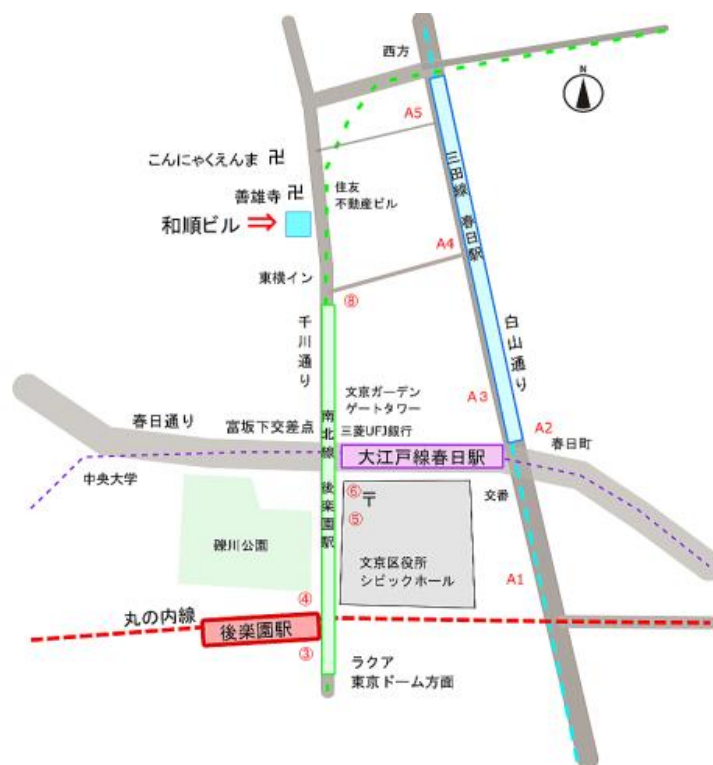 西方
N
A5
こんにゃくえんま 卍
善雄寺 卍
住友
不動産ビル
和順ビル ⇒
三田線 春日駅
A4
東横イン
⑧
千川通り
白山通り
文京ガーデン
ゲートタワー
A3
春日通り
富坂下交差点
南北線 後楽園駅
三菱UFJ銀行
A2
春日町
大江戸線春日駅
中央大学
⑥
〒
⑤
交番
礫川公園
文京区役所
シビックホール
A1
④
丸の内線
後楽園駅
③
ラクア
東京ドーム方面